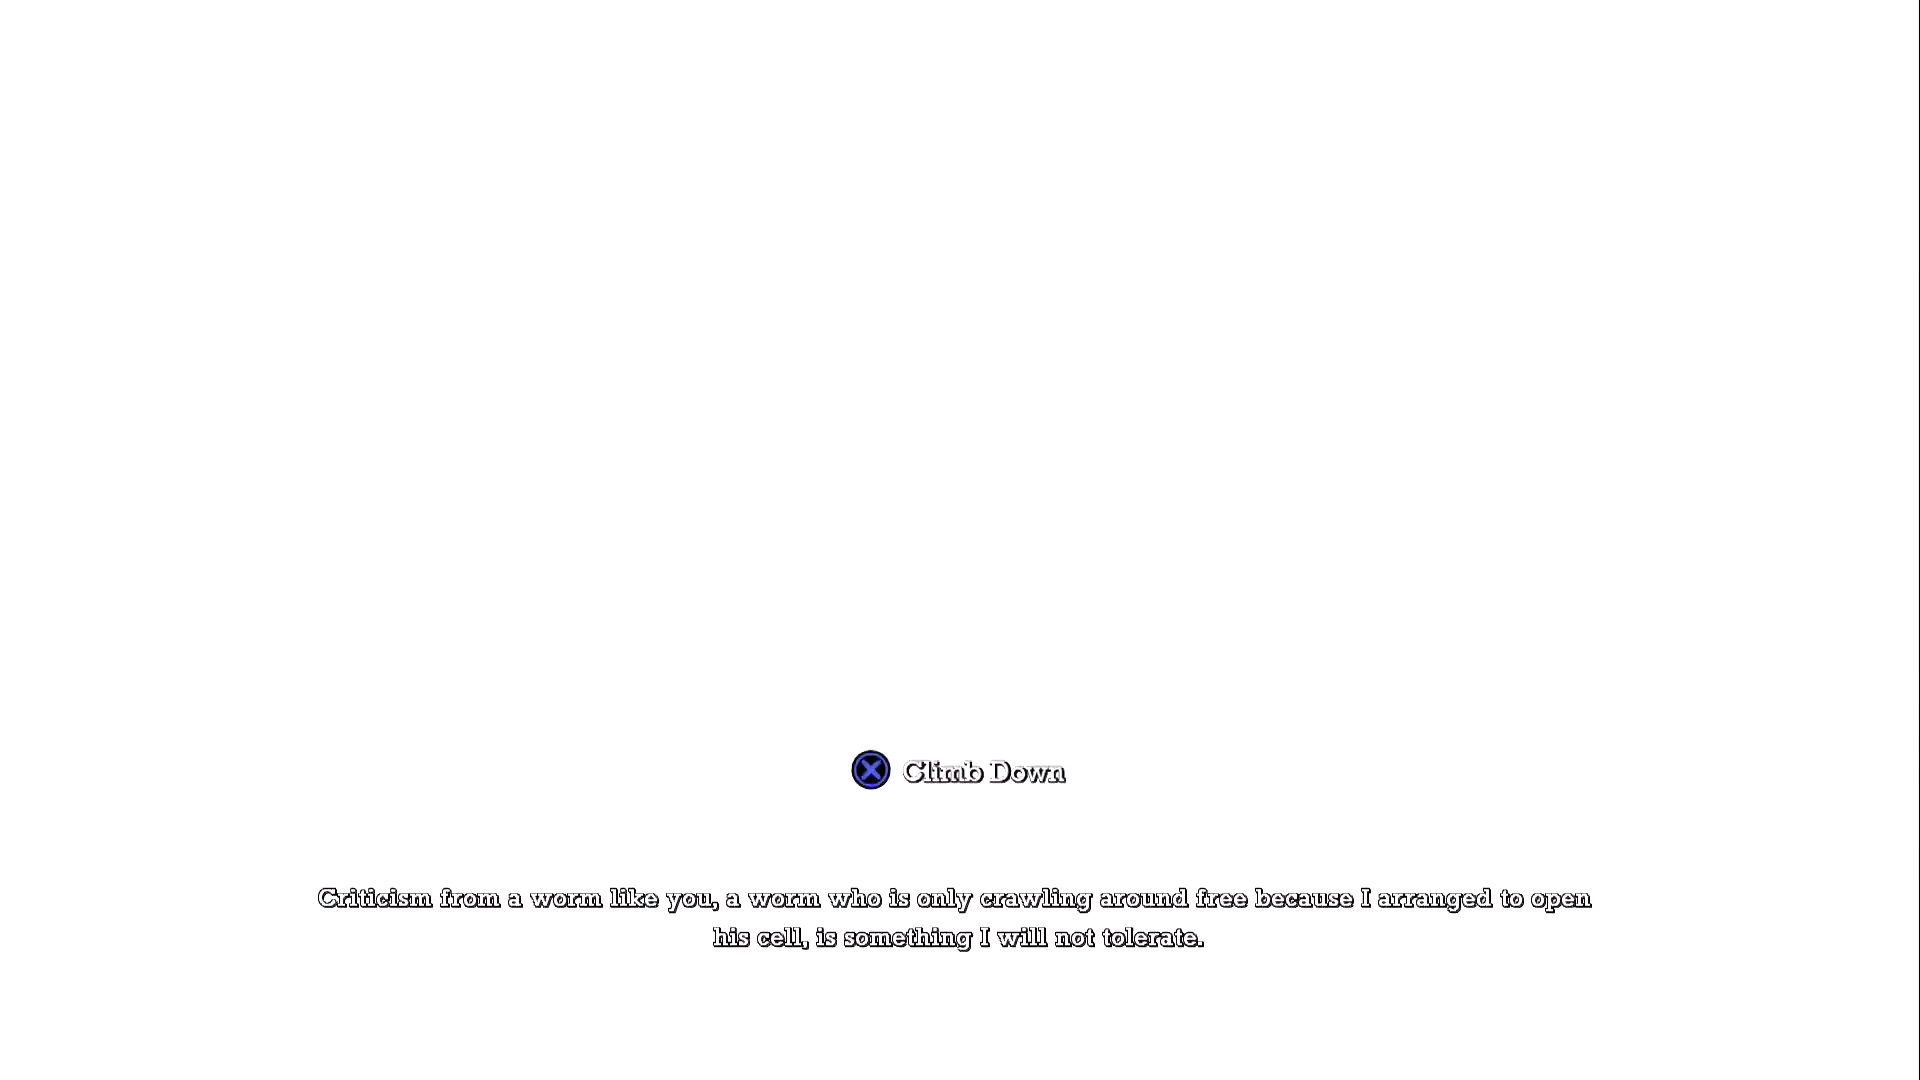 Climb Down
Criticism from a worm like you, a worm who is only crawling around free because I arranged to open
his cell, is something I will not tolerate.